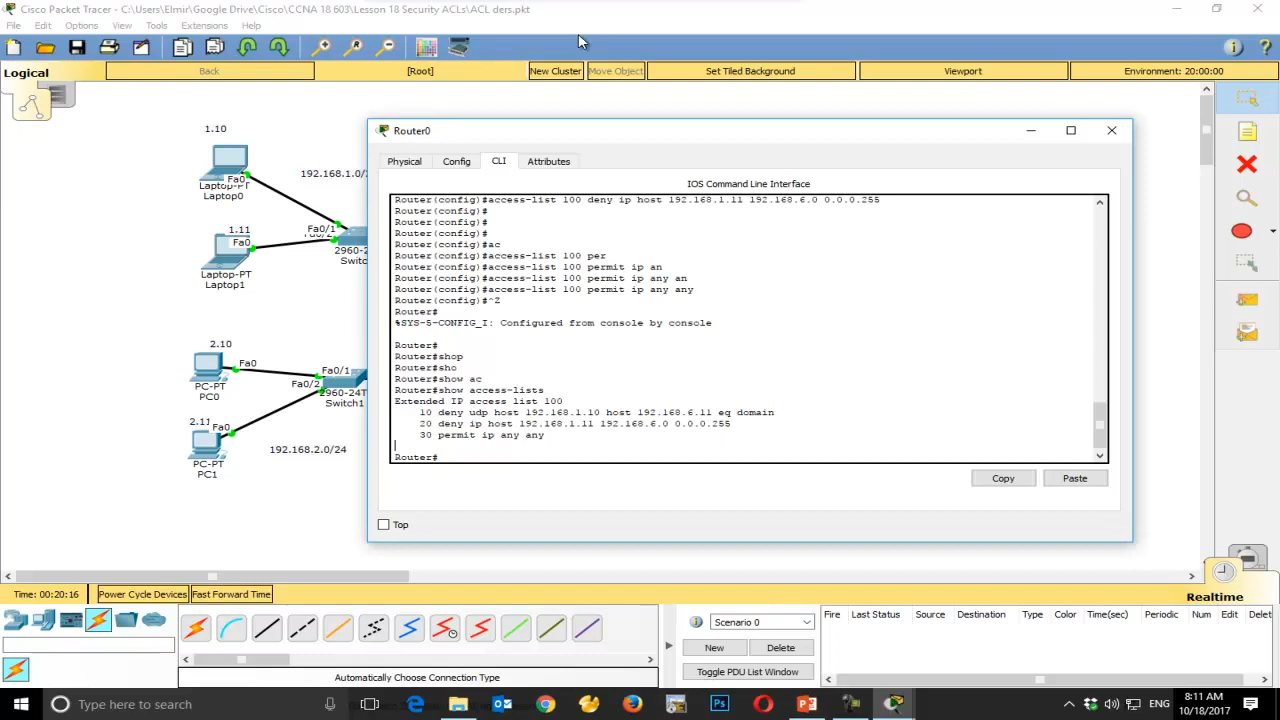 Cisco Packet Tracer - C:\Users\Elmir\Google Drive\Cisco\CCNA 18 603\Lesson 18 Security ACLs\ACL ders.pkt
File Edit Options View Tools Extensions Help
Logical Back [Root] New Cluster Move Object Set Tiled Background Viewport Environment: 20:00:00
1.10
Laptop-PT
Fa0
Laptop0
192.168.1.0/
1.11
Fa0
Laptop-PT
Laptop1
Fa0/1
2960-2
Switc
2.10
Fa0
PC-PT
PC0
Fa0/1
Fa0/2
2960-24T
Switch1
2.11
Fa0
PC-PT
PC1
192.168.2.0/24
Router0
Physical Config CLI Attributes
IOS Command Line Interface
Router(config)#access-list 100 deny ip host 192.168.1.11 192.168.6.0 0.0.0.255
Router(config)#
Router(config)#
Router(config)#
Router(config)#ac
Router(config)#access-list 100 per
Router(config)#access-list 100 permit ip an
Router(config)#access-list 100 permit ip any an
Router(config)#access-list 100 permit ip any any
Router(config)#^Z
Router#
%SYS-5-CONFIG_I: Configured from console by console
Router#
Router#shop
Router#sho
Router#show ac
Router#show access-lists
Extended IP access list 100
10 deny udp host 192.168.1.10 host 192.168.6.11 eq domain
20 deny ip host 192.168.1.11 192.168.6.0 0.0.0.255
30 permit ip any any
Router#
Copy Paste
Top
Time: 00:20:16 Power Cycle Devices Fast Forward Time
Realtime
Scenario 0
New Delete
Toggle PDU List Window
Fire Last Status Source Destination Type Color Time(sec) Periodic Num Edit Delet
Automatically Choose Connection Type
Type here to search
ENG
8:11 AM
10/18/2017